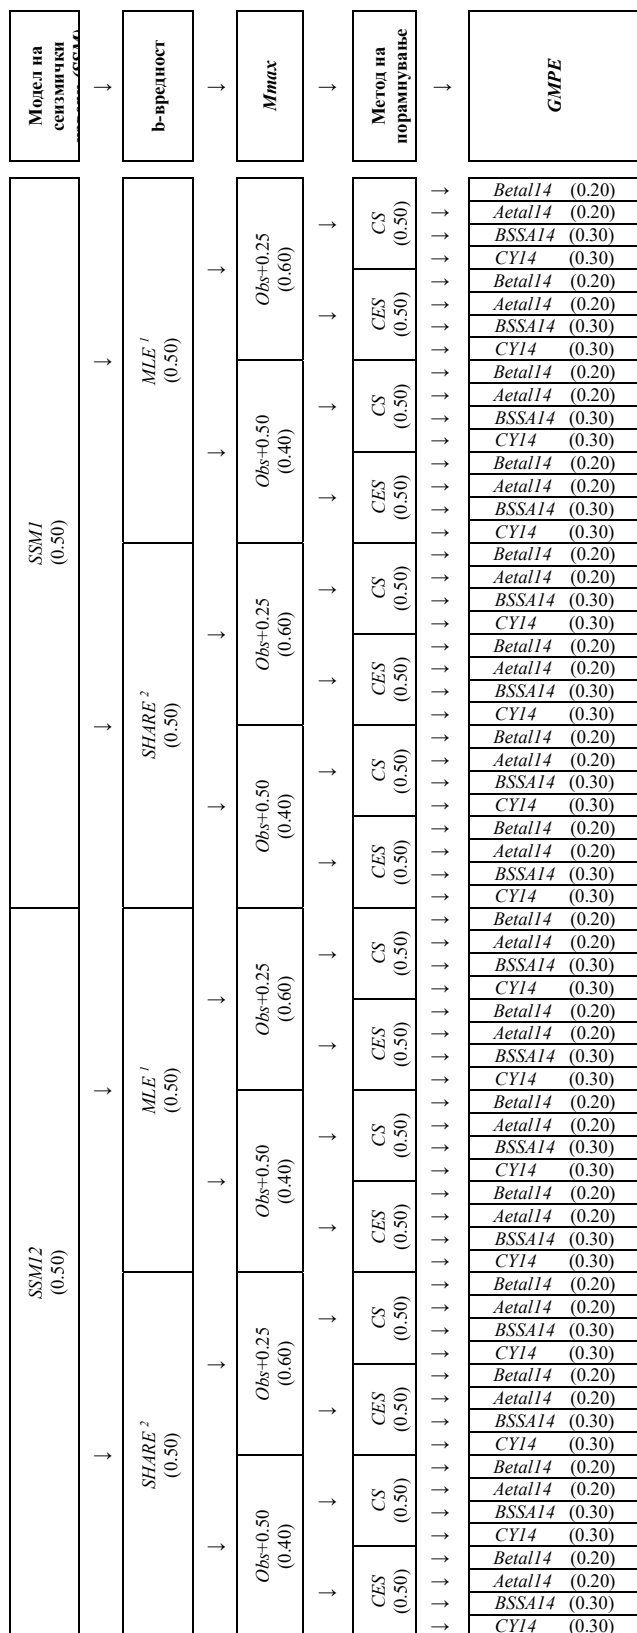 Модел на
сеизмички
(SSM)
→
b-вредност
→
Mmax
→
Метод на
порамнување
→
GMPE
SSM1
(0.50)
→
MLE ¹
(0.50)
→
Obs+0.25
(0.60)
→
CS
(0.50)
→ Betal14 (0.20)
→ Aetal14 (0.20)
→ BSSA14 (0.30)
→ CY14 (0.30)
→
CES
(0.50)
→ Betal14 (0.20)
→ Aetal14 (0.20)
→ BSSA14 (0.30)
→ CY14 (0.30)
→
Obs+0.50
(0.40)
→
CS
(0.50)
→ Betal14 (0.20)
→ Aetal14 (0.20)
→ BSSA14 (0.30)
→ CY14 (0.30)
→
CES
(0.50)
→ Betal14 (0.20)
→ Aetal14 (0.20)
→ BSSA14 (0.30)
→ CY14 (0.30)
→
SHARE ²
(0.50)
→
Obs+0.25
(0.60)
→
CS
(0.50)
→ Betal14 (0.20)
→ Aetal14 (0.20)
→ BSSA14 (0.30)
→ CY14 (0.30)
→
CES
(0.50)
→ Betal14 (0.20)
→ Aetal14 (0.20)
→ BSSA14 (0.30)
→ CY14 (0.30)
→
Obs+0.50
(0.40)
→
CS
(0.50)
→ Betal14 (0.20)
→ Aetal14 (0.20)
→ BSSA14 (0.30)
→ CY14 (0.30)
→
CES
(0.50)
→ Betal14 (0.20)
→ Aetal14 (0.20)
→ BSSA14 (0.30)
→ CY14 (0.30)
SSM12
(0.50)
→
MLE ¹
(0.50)
→
Obs+0.25
(0.60)
→
CS
(0.50)
→ Betal14 (0.20)
→ Aetal14 (0.20)
→ BSSA14 (0.30)
→ CY14 (0.30)
→
CES
(0.50)
→ Betal14 (0.20)
→ Aetal14 (0.20)
→ BSSA14 (0.30)
→ CY14 (0.30)
→
Obs+0.50
(0.40)
→
CS
(0.50)
→ Betal14 (0.20)
→ Aetal14 (0.20)
→ BSSA14 (0.30)
→ CY14 (0.30)
→
CES
(0.50)
→ Betal14 (0.20)
→ Aetal14 (0.20)
→ BSSA14 (0.30)
→ CY14 (0.30)
→
SHARE ²
(0.50)
→
Obs+0.25
(0.60)
→
CS
(0.50)
→ Betal14 (0.20)
→ Aetal14 (0.20)
→ BSSA14 (0.30)
→ CY14 (0.30)
→
CES
(0.50)
→ Betal14 (0.20)
→ Aetal14 (0.20)
→ BSSA14 (0.30)
→ CY14 (0.30)
→
Obs+0.50
(0.40)
→
CS
(0.50)
→ Betal14 (0.20)
→ Aetal14 (0.20)
→ BSSA14 (0.30)
→ CY14 (0.30)
→
CES
(0.50)
→ Betal14 (0.20)
→ Aetal14 (0.20)
→ BSSA14 (0.30)
→ CY14 (0.30)